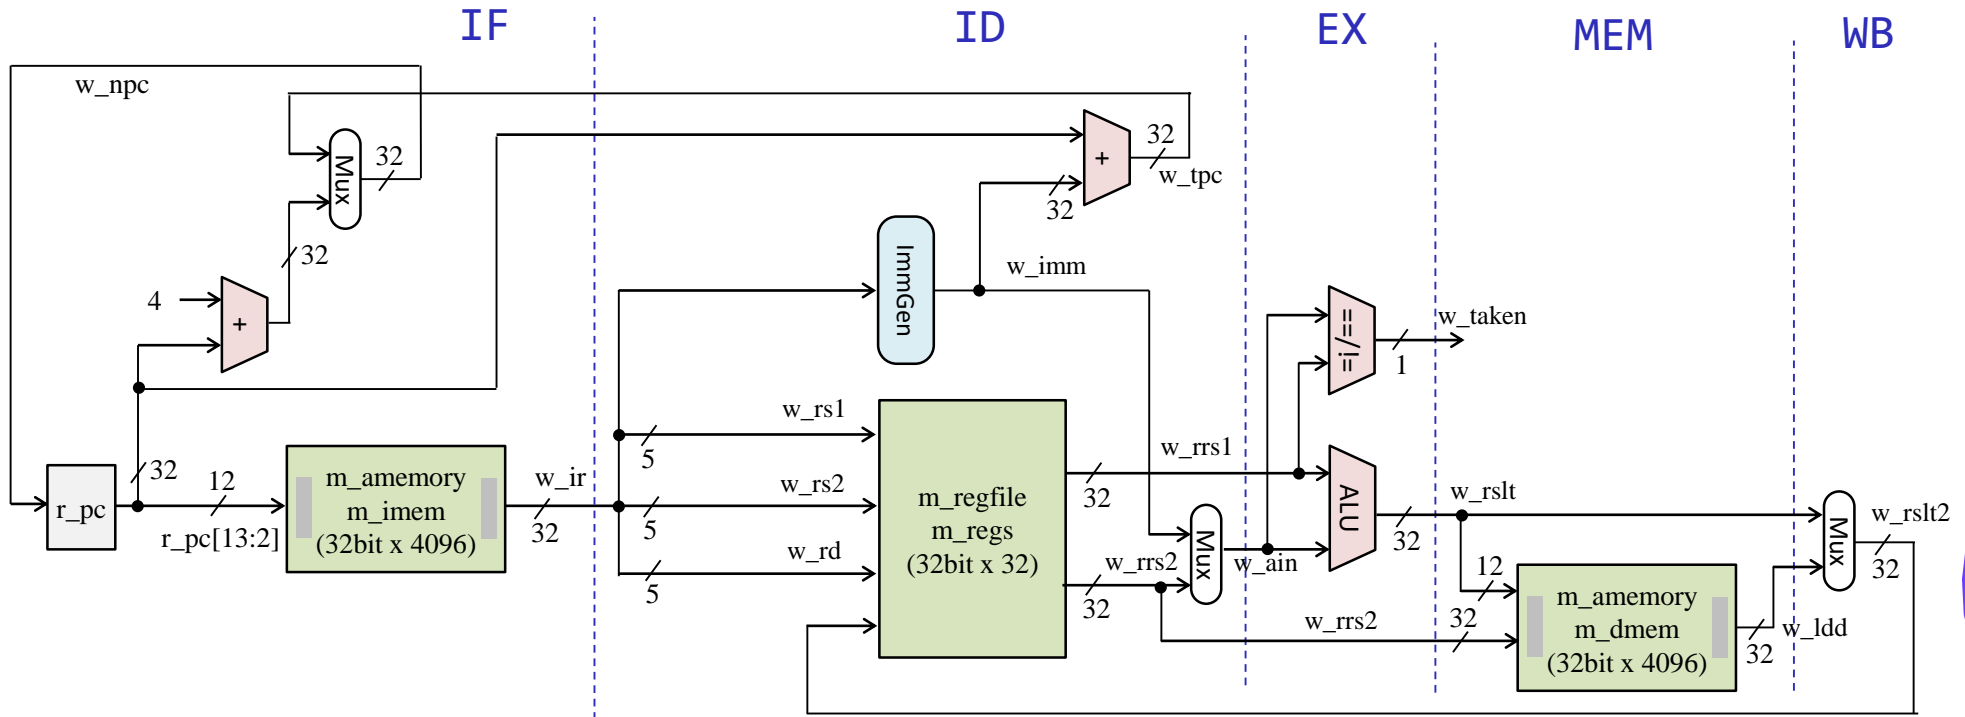 IF
ID
EX
MEM
WB
w_npc
Mux
32
32
4
+
32
r_pc
12
r_pc[13:2]
m_amemory
m_imem
(32bit x 4096)
w_ir
32
+
32
w_tpc
32
ImmGen
w_imm
w_rs1
5
w_rs2
5
w_rd
5
m_regfile
m_regs
(32bit x 32)
w_rrs1
32
w_rrs2
32
Mux
w_ain
w_rrs2
32
==/!=
w_taken
1
ALU
32
w_rslt
12
m_amemory
m_dmem
(32bit x 4096)
w_ldd
32
Mux
w_rslt2
32